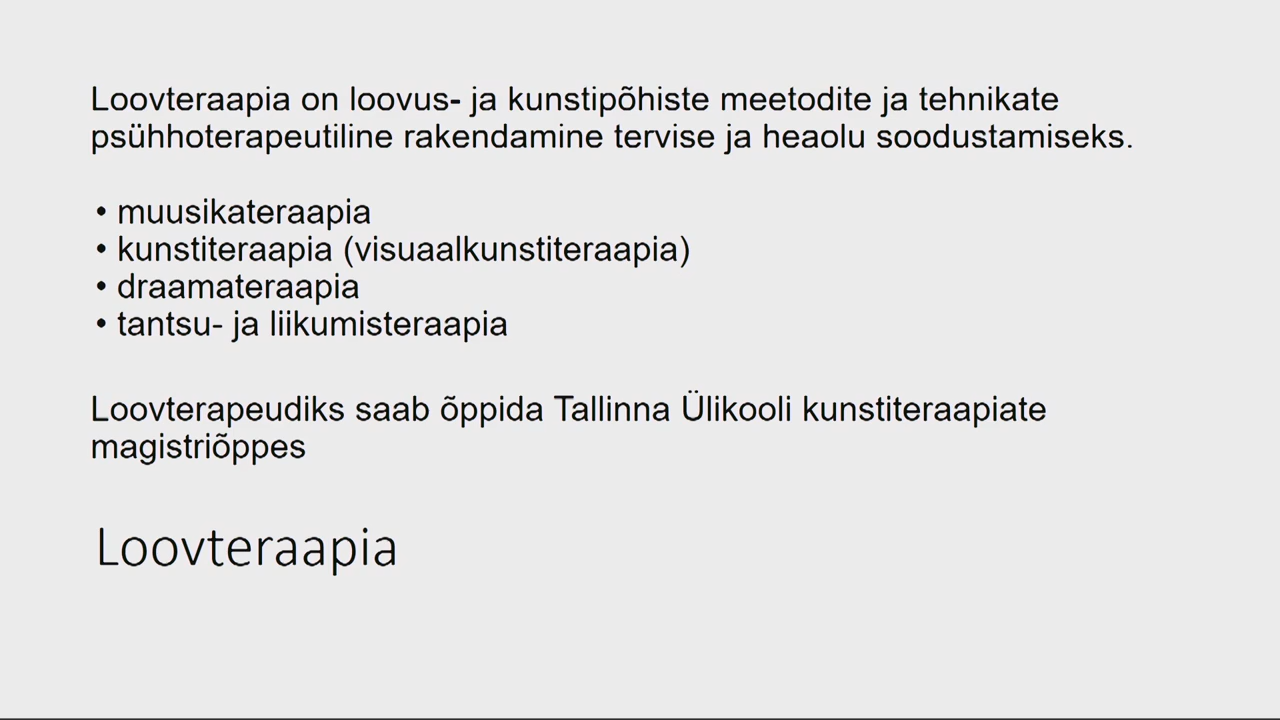 Loovteraapia on loovus- ja kunstipõhiste meetodite ja tehnikate
psühhoterapeutiline rakendamine tervise ja heaolu soodustamiseks.
• muusikateraapia
• kunstiteraapia (visuaalkunstiteraapia)
• draamateraapia
• tantsu- ja liikumisteraapia
Loovterapeudiks saab õppida Tallinna Ülikooli kunstiteraapiate
magistriõppes
Loovteraapia